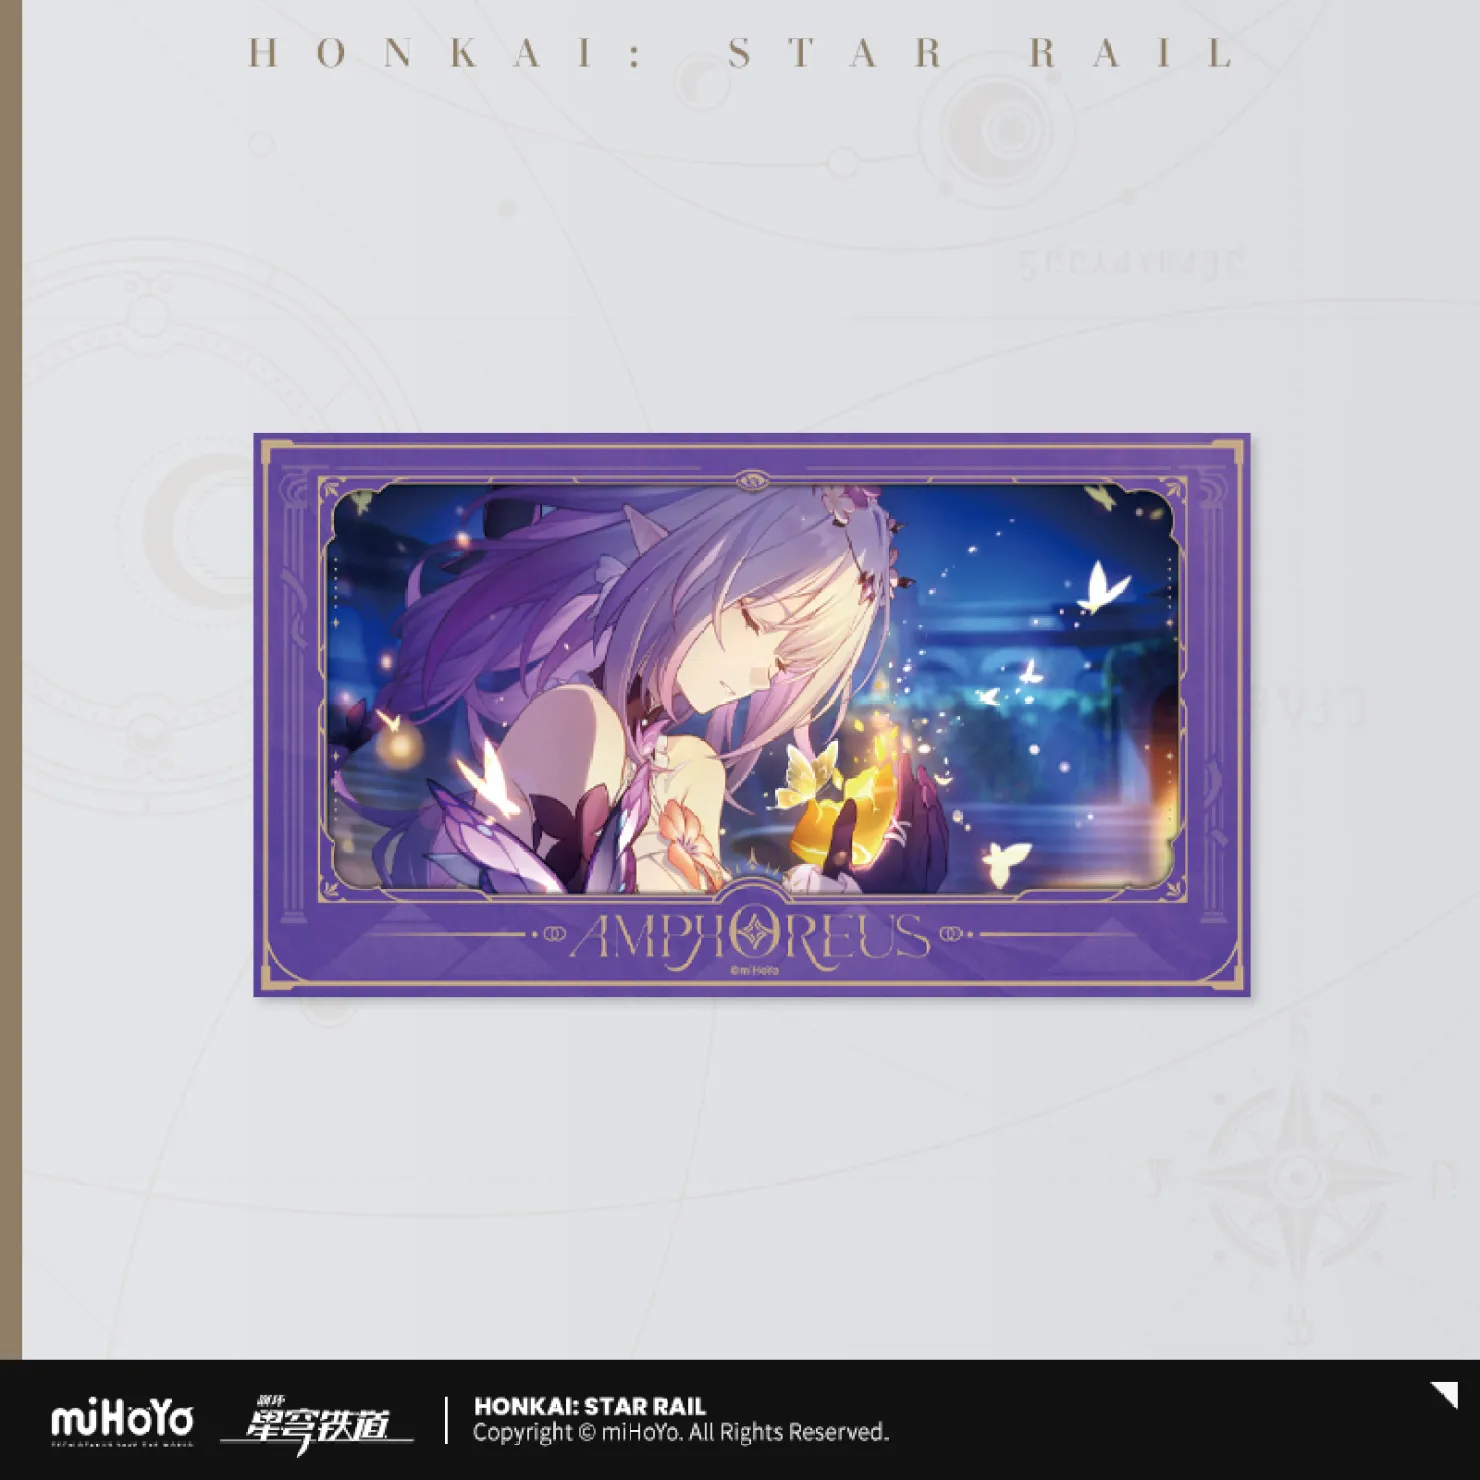 HONKAI: STAR RAIL
AMPHOREUS
©miHoYo
miHoYo
崩坏
星穹铁道
HONKAI: STAR RAIL
Copyright © miHoYo. All Rights Reserved.